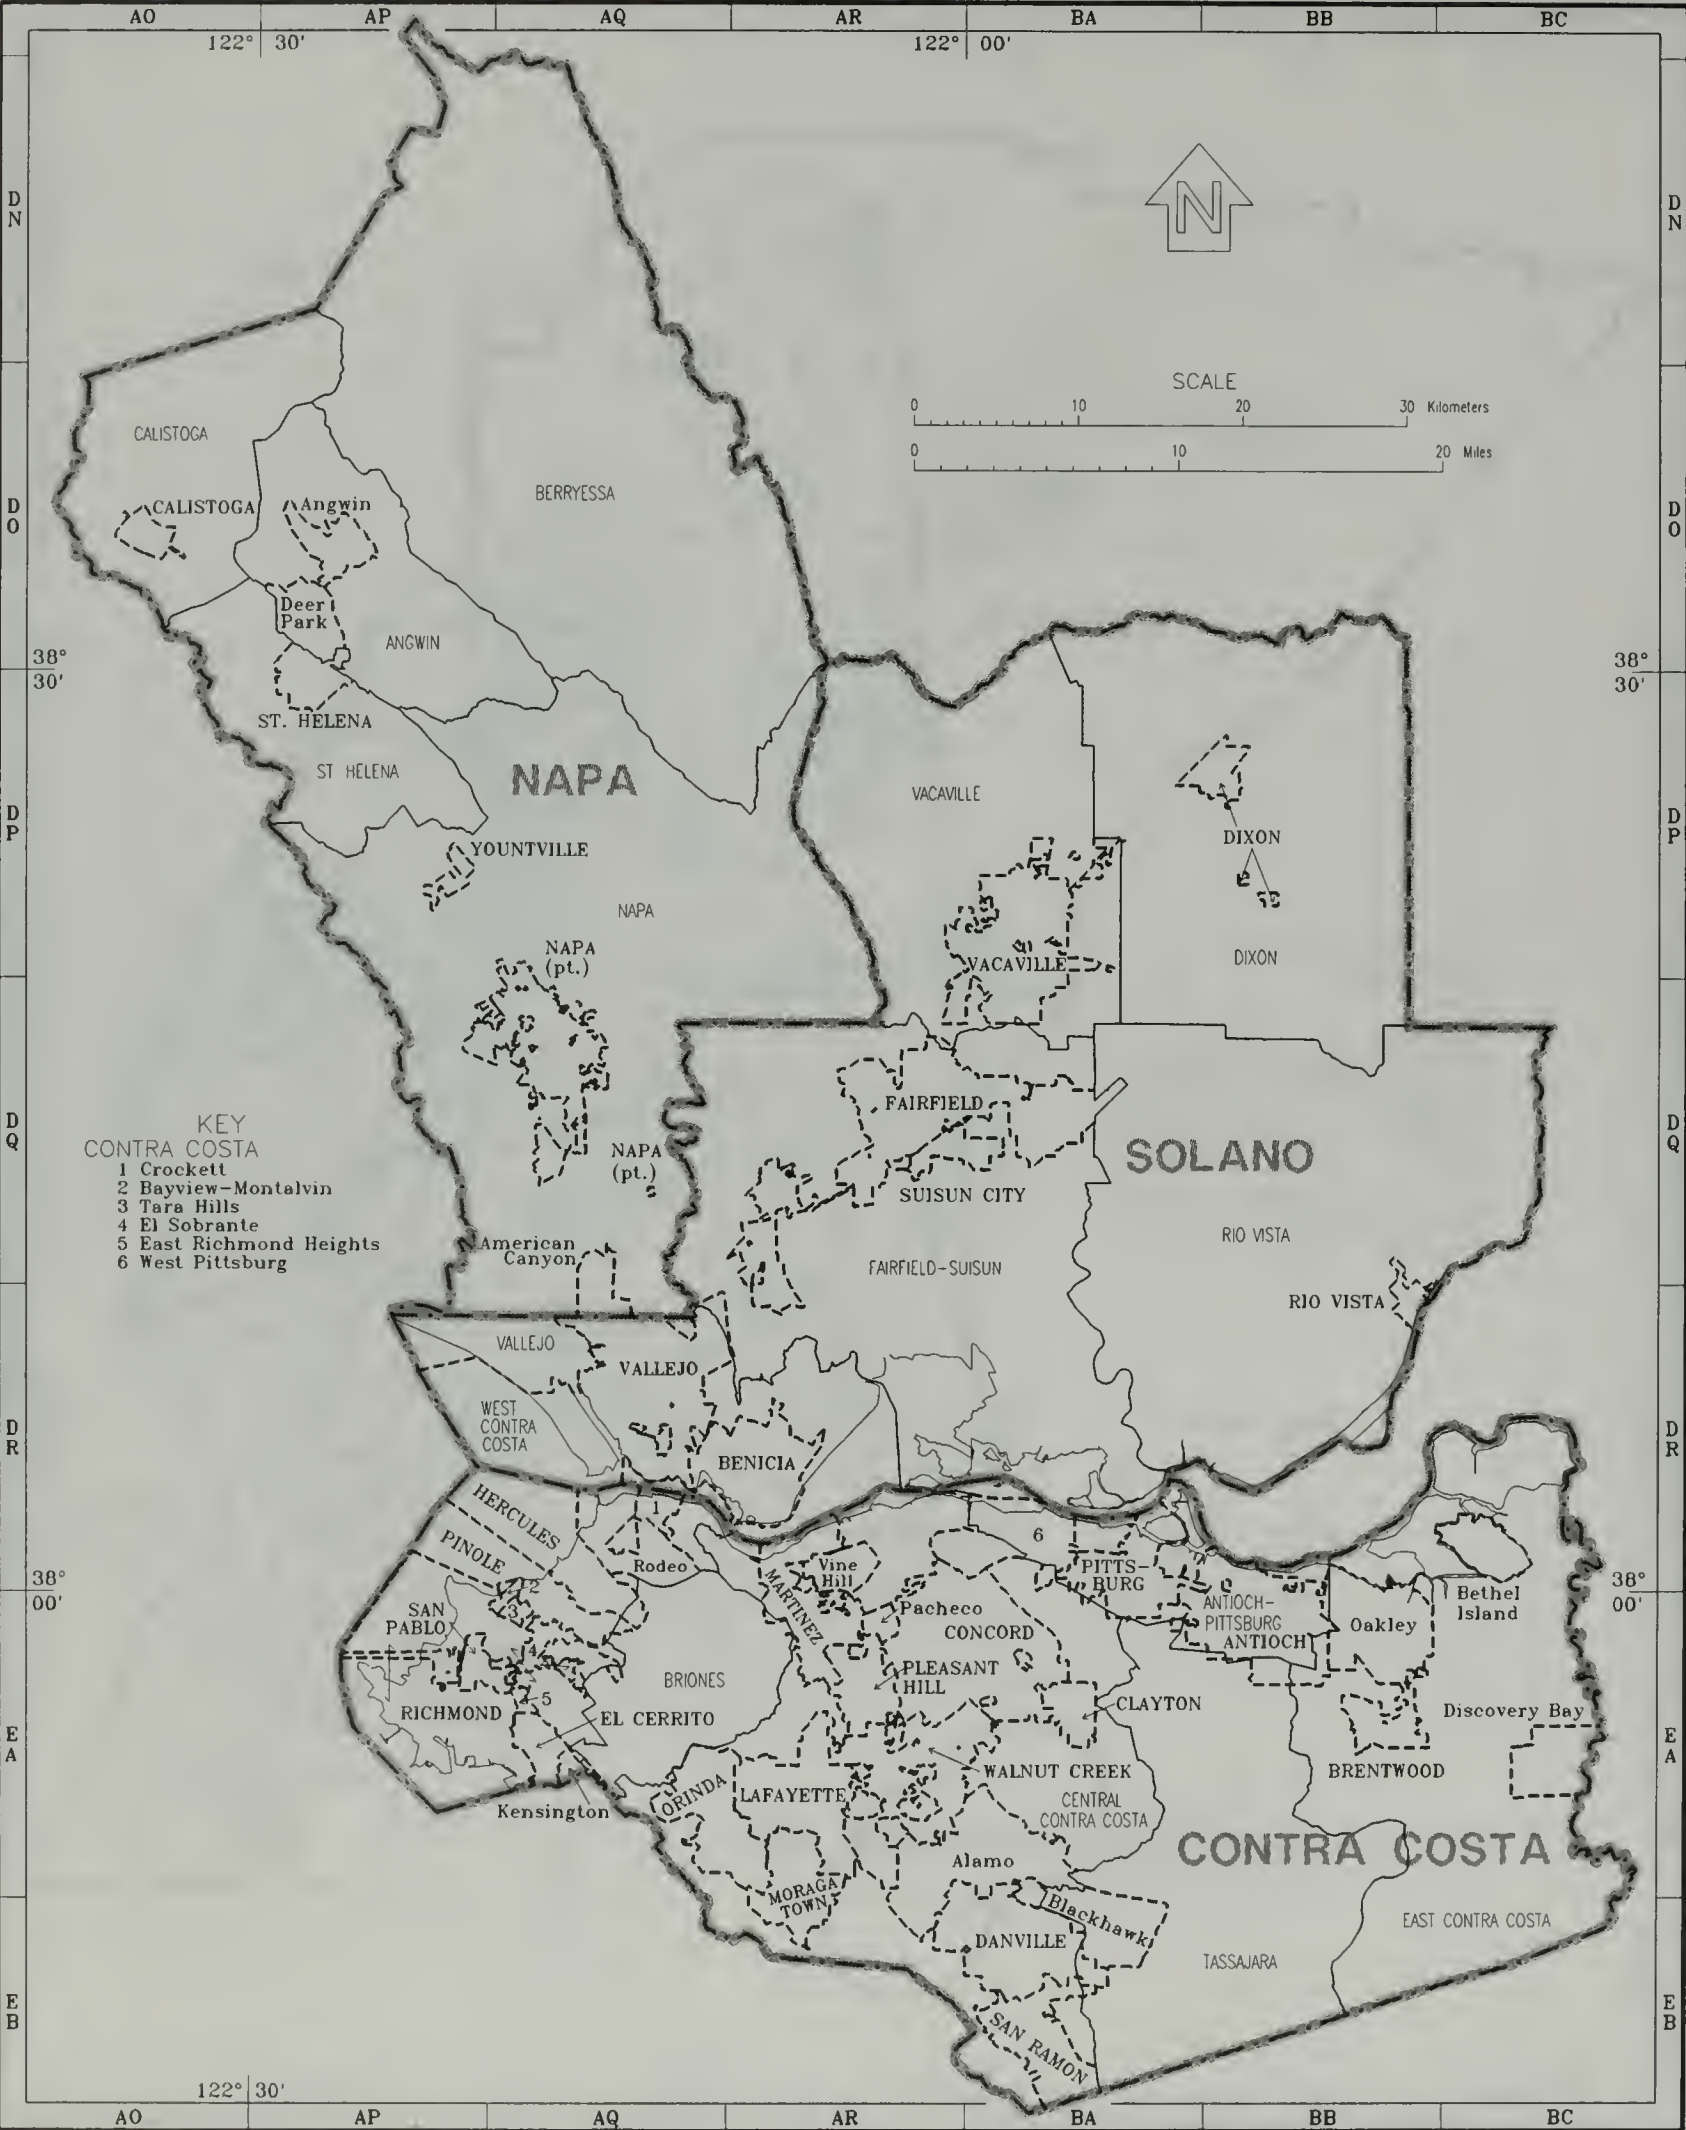 AO AP AQ AR BA BB BC
122° 30' 122° 00'
DN DN
N
SCALE
0 10 20 30 Kilometers
0 10 20 Miles
CALISTOGA
BERRYESSA
CALISTOGA Angwin
DO DO
Deer
Park
ANGWIN
38°
30'
38°
30'
ST. HELENA
ST HELENA
NAPA
VACAVILLE
DP DP
DIXON
YOUNTVILLE
NAPA
NAPA
(pt.)
VACAVILLE
DIXON
FAIRFIELD
DQ DQ
KEY
CONTRA COSTA
1 Crockett
2 Bayview-Montalvin
3 Tara Hills
4 El Sobrante
5 East Richmond Heights
6 West Pittsburg
NAPA
(pt.)
SOLANO
SUISUN CITY
RIO VISTA
American
Canyon
FAIRFIELD-SUISUN
RIO VISTA
VALLEJO
VALLEJO
WEST
CONTRA
COSTA
DR DR
BENICIA
HERCULES
PINOLE
1
6
Rodeo
Vine
Hill
PITTS-
BURG
38°
00'
38°
00'
2
3
4
5
SAN
PABLO
MARTINEZ
Pacheco
CONCORD
ANTIOCH-
PITTSBURG
ANTIOCH
Oakley
Bethel
Island
BRIONES
PLEASANT
HILL
RICHMOND
EL CERRITO
CLAYTON
Discovery Bay
EA EA
WALNUT CREEK
BRENTWOOD
Kensington
ORINDA
LAFAYETTE
CENTRAL
CONTRA COSTA
CONTRA COSTA
Alamo
MORAGA
TOWN
Blackhawk
DANVILLE
EAST CONTRA COSTA
TASSAJARA
EB EB
SAN RAMON
122° 30'
AO AP AQ AR BA BB BC